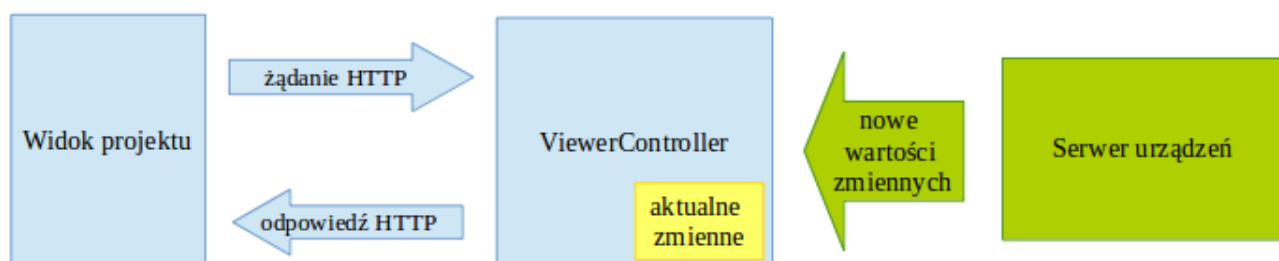 Widok projektu
żądanie HTTP
odpowiedź HTTP
ViewerController
aktualne
zmienne
nowe
wartości
zmiennych
Serwer urządzeń